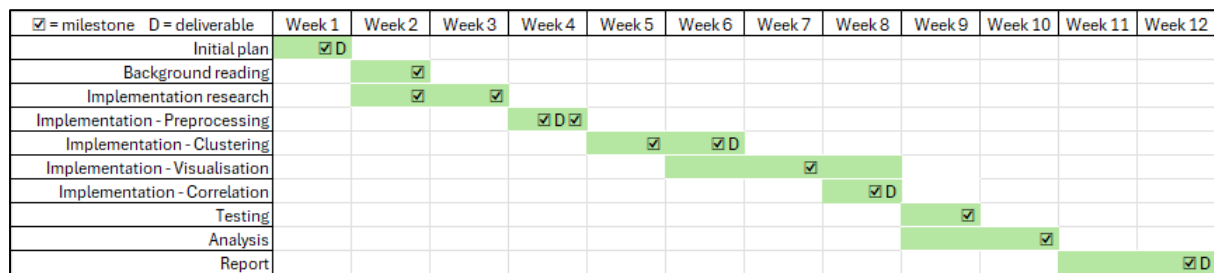 ☑ = milestone D = deliverable Week 1 Week 2 Week 3 Week 4 Week 5 Week 6 Week 7 Week 8 Week 9 Week 10 Week 11 Week 12
Initial plan ☑ D
Background reading ☑
Implementation research ☑ ☑
Implementation - Preprocessing ☑ D ☑
Implementation - Clustering ☑ ☑ D
Implementation - Visualisation ☑
Implementation - Correlation ☑ D
Testing ☑
Analysis ☑
Report ☑ D